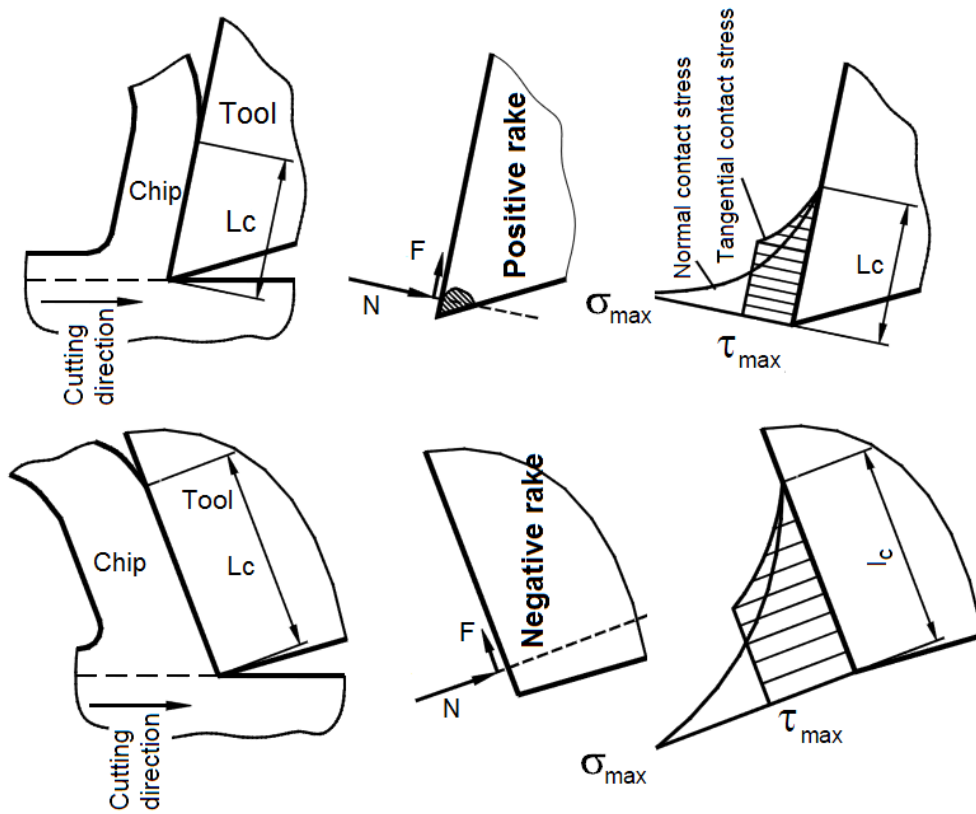 Tool
Chip
Lc
Cutting
direction
Positive rake
F
N
Normal contact stress
Tangential contact stress
Lc
σmax
τmax
Tool
Chip
Lc
Cutting
direction
Negative rake
F
N
lc
τmax
σmax